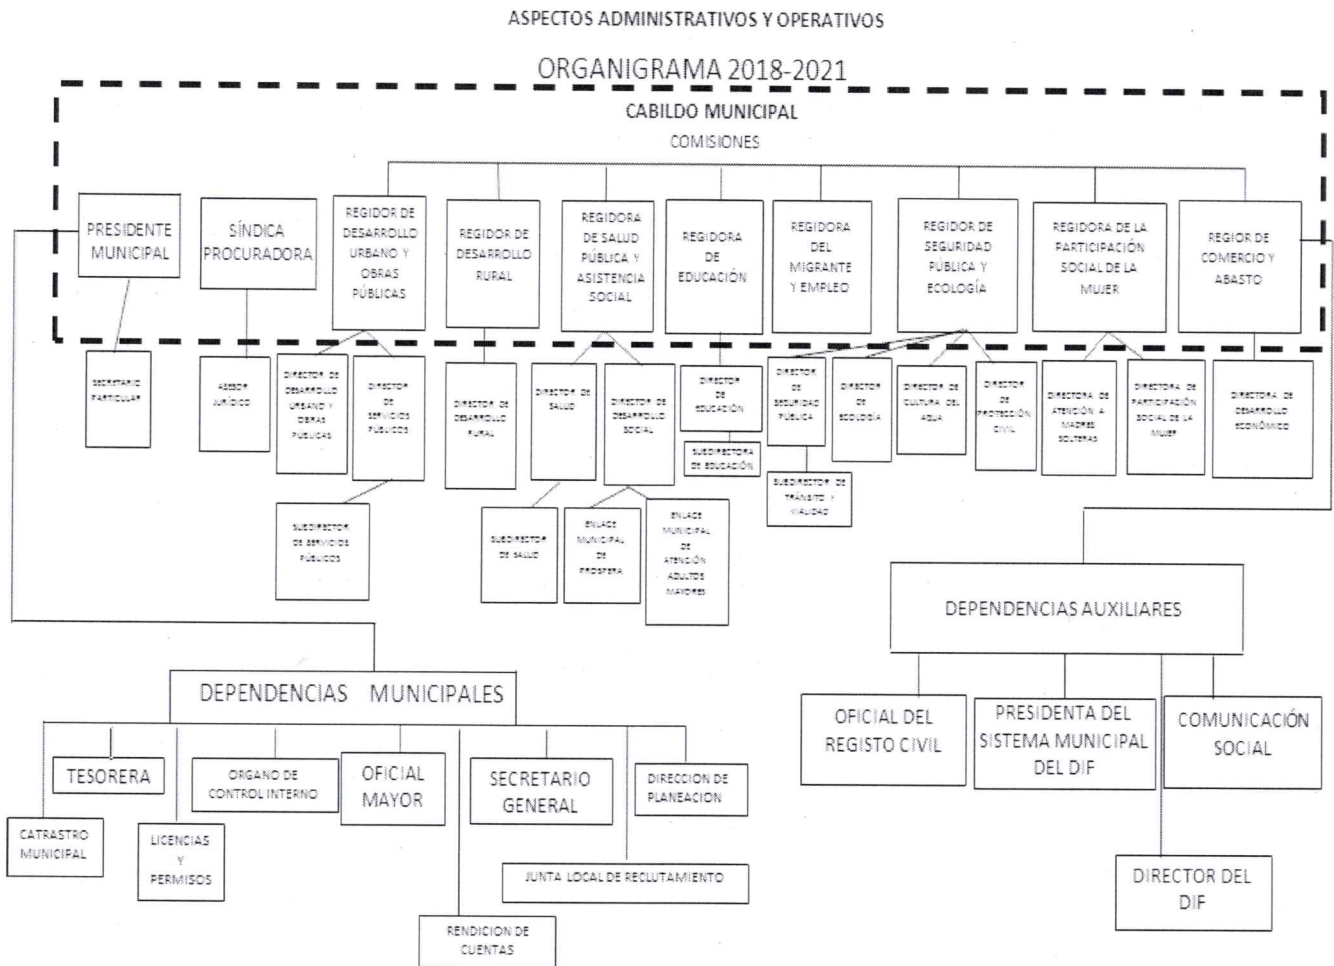 ASPECTOS ADMINISTRATIVOS Y OPERATIVOS
ORGANIGRAMA 2018-2021
CABILDO MUNICIPAL
COMISIONES
PRESIDENTE
MUNICIPAL
SÍNDICA
PROCURADORA
REGIDOR DE
DESARROLLO
URBANO Y
OBRAS
PÚBLICAS
REGIDOR DE
DESARROLLO
RURAL
REGIDORA
DE SALUD
PÚBLICA Y
ASISTENCIA
SOCIAL
REGIDORA
DE
EDUCACIÓN
REGIDORA
DEL
MIGRANTE
Y EMPLEO
REGIDOR DE
SEGURIDAD
PÚBLICA Y
ECOLOGÍA
REGIDORA DE LA
PARTICIPACIÓN
SOCIAL DE LA
MUJER
REGIOR DE
COMERCIO Y
ABASTO
SECRETARIO
PARTICULAR
ASESOR
JURÍDICO
DIRECTOR DE
DESARROLLO
URBANO Y
OBRAS
PÚBLICAS
DIRECTOR
DE
SERVICIOS
PÚBLICOS
DIRECTOR DE
DESARROLLO
RURAL
DIRECTOR DE
SALUD
DIRECTOR DE
DESARROLLO
SOCIAL
DIRECTOR
DE
EDUCACIÓN
SUBDIRECTORA
DE EDUCACIÓN
DIRECTOR
DE
SEGURIDAD
PÚBLICA
DIRECTOR
DE
ECOLOGÍA
DIRECTOR DE
CULTURA DEL
AGUA
DIRECTOR
DE
PROTECCIÓN
CIVIL
DIRECTORA DE
ATENCIÓN A
MADRES
SOLTERAS
DIRECTORA DE
PARTICIPACIÓN
SOCIAL DE LA
MUJER
DIRECTORA DE
DESARROLLO
ECONÓMICO
SUBDIRECTOR DE
TRÁNSITO Y
VIALIDAD
SUBDIRECTOR
DE SERVICIOS
PÚBLICOS
SUBDIRECTOR
DE SALUD
ENLACE
MUNICIPAL
DE
PROSPERA
ENLACE
MUNICIPAL
DE
ATENCIÓN
ADULTOS
MAYORES
DEPENDENCIAS AUXILIARES
OFICIAL DEL
REGISTO CIVIL
PRESIDENTA DEL
SISTEMA MUNICIPAL
DEL DIF
COMUNICACIÓN
SOCIAL
DIRECTOR DEL
DIF
DEPENDENCIAS MUNICIPALES
TESORERA
ORGANO DE
CONTROL INTERNO
OFICIAL
MAYOR
SECRETARIO
GENERAL
DIRECCION DE
PLANEACION
CATRASTRO
MUNICIPAL
LICENCIAS
Y
PERMISOS
JUNTA LOCAL DE RECLUTAMIENTO
RENDICION DE
CUENTAS